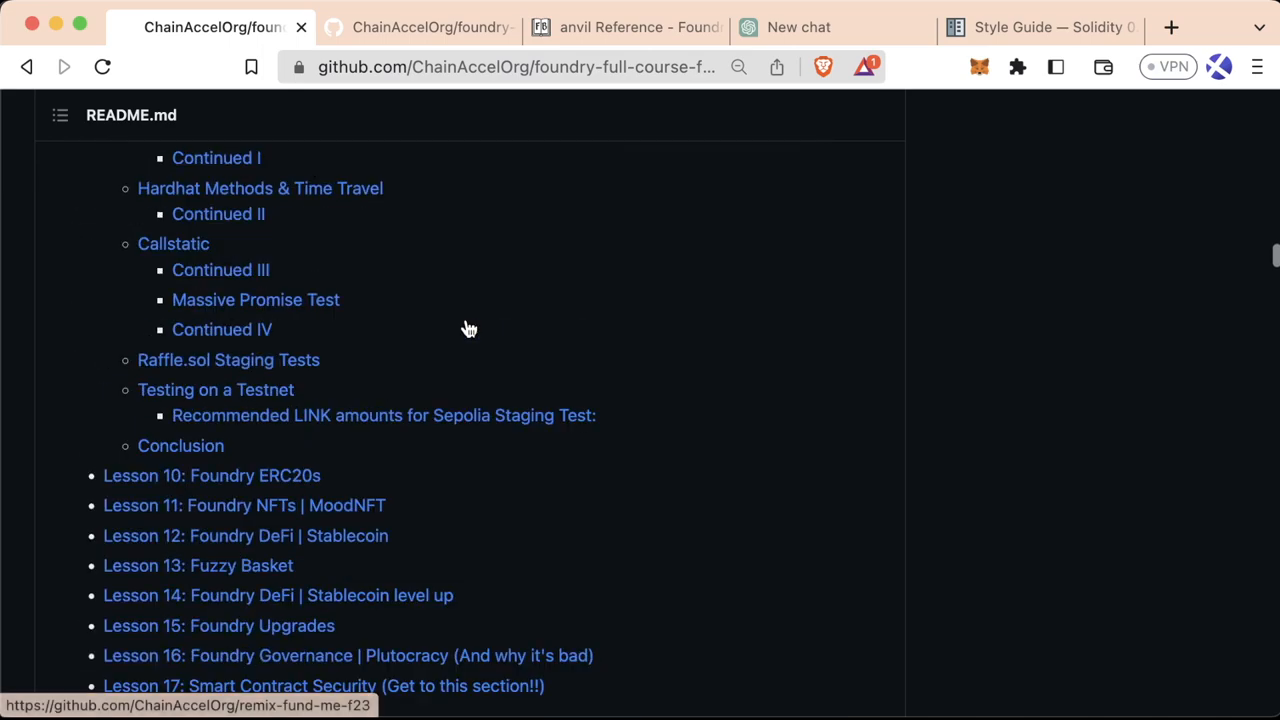 ChainAccelOrg/foun
ChainAccelOrg/foundry-
anvil Reference - Found
New chat
Style Guide — Solidity 0
github.com/ChainAccelOrg/foundry-full-course-f...
1
VPN
README.md
Continued I
Hardhat Methods & Time Travel
Continued II
Callstatic
Continued III
Massive Promise Test
Continued IV
Raffle.sol Staging Tests
Testing on a Testnet
Recommended LINK amounts for Sepolia Staging Test:
Conclusion
Lesson 10: Foundry ERC20s
Lesson 11: Foundry NFTs | MoodNFT
Lesson 12: Foundry DeFi | Stablecoin
Lesson 13: Fuzzy Basket
Lesson 14: Foundry DeFi | Stablecoin level up
Lesson 15: Foundry Upgrades
Lesson 16: Foundry Governance | Plutocracy (And why it's bad)
Lesson 17: Smart Contract Security (Get to this section!!)
https://github.com/ChainAccelOrg/remix-fund-me-f23